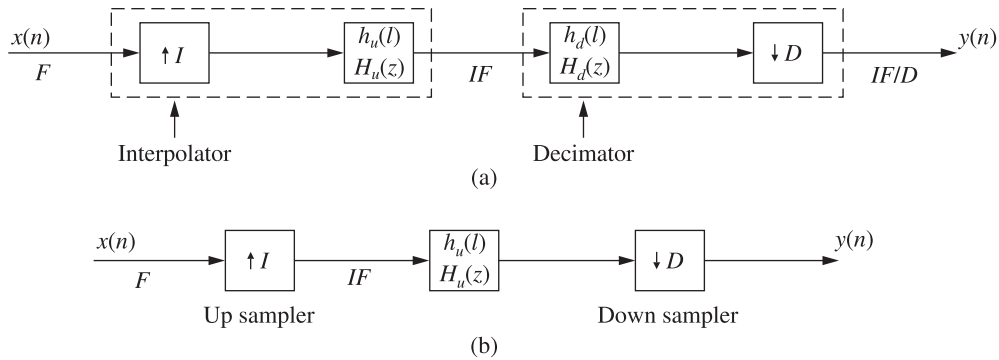 x(n)
F
↑ I
h_u(l)
H_u(z)
IF
h_d(l)
H_d(z)
↓ D
y(n)
IF/D
Interpolator
Decimator
(a)
x(n)
F
↑ I
IF
h_u(l)
H_u(z)
↓ D
y(n)
Up sampler
Down sampler
(b)